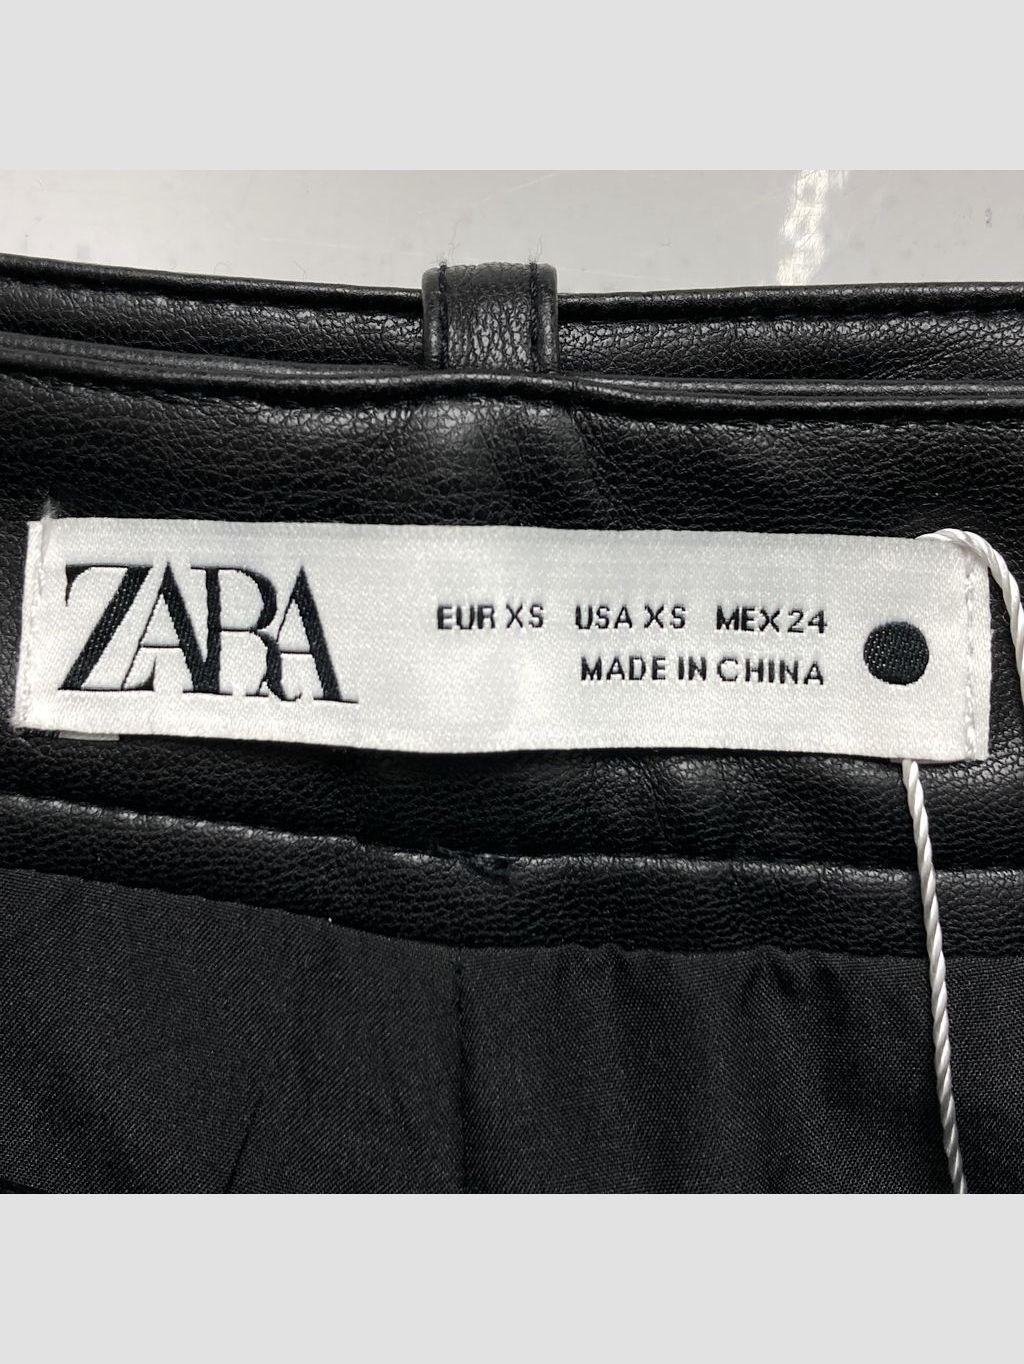 ZARA
EUR XS USA XS MEX 24
MADE IN CHINA